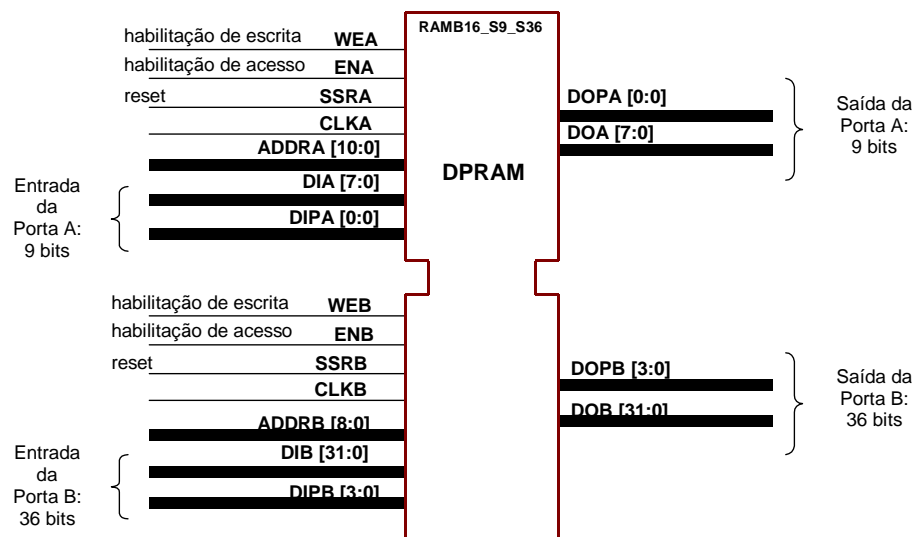 RAMB16_S9_S36
habilitação de escrita WEA
habilitação de acesso ENA
reset SSRA
CLKA
ADDRA [10:0]
DIA [7:0]
DIPA [0:0]
Entrada
da
Porta A:
9 bits
DPRAM
DOPA [0:0]
DOA [7:0]
Saída da
Porta A:
9 bits
habilitação de escrita WEB
habilitação de acesso ENB
reset SSRB
CLKB
ADDRB [8:0]
DIB [31:0]
DIPB [3:0]
Entrada
da
Porta B:
36 bits
DOPB [3:0]
DOB [31:0]
Saída da
Porta B:
36 bits